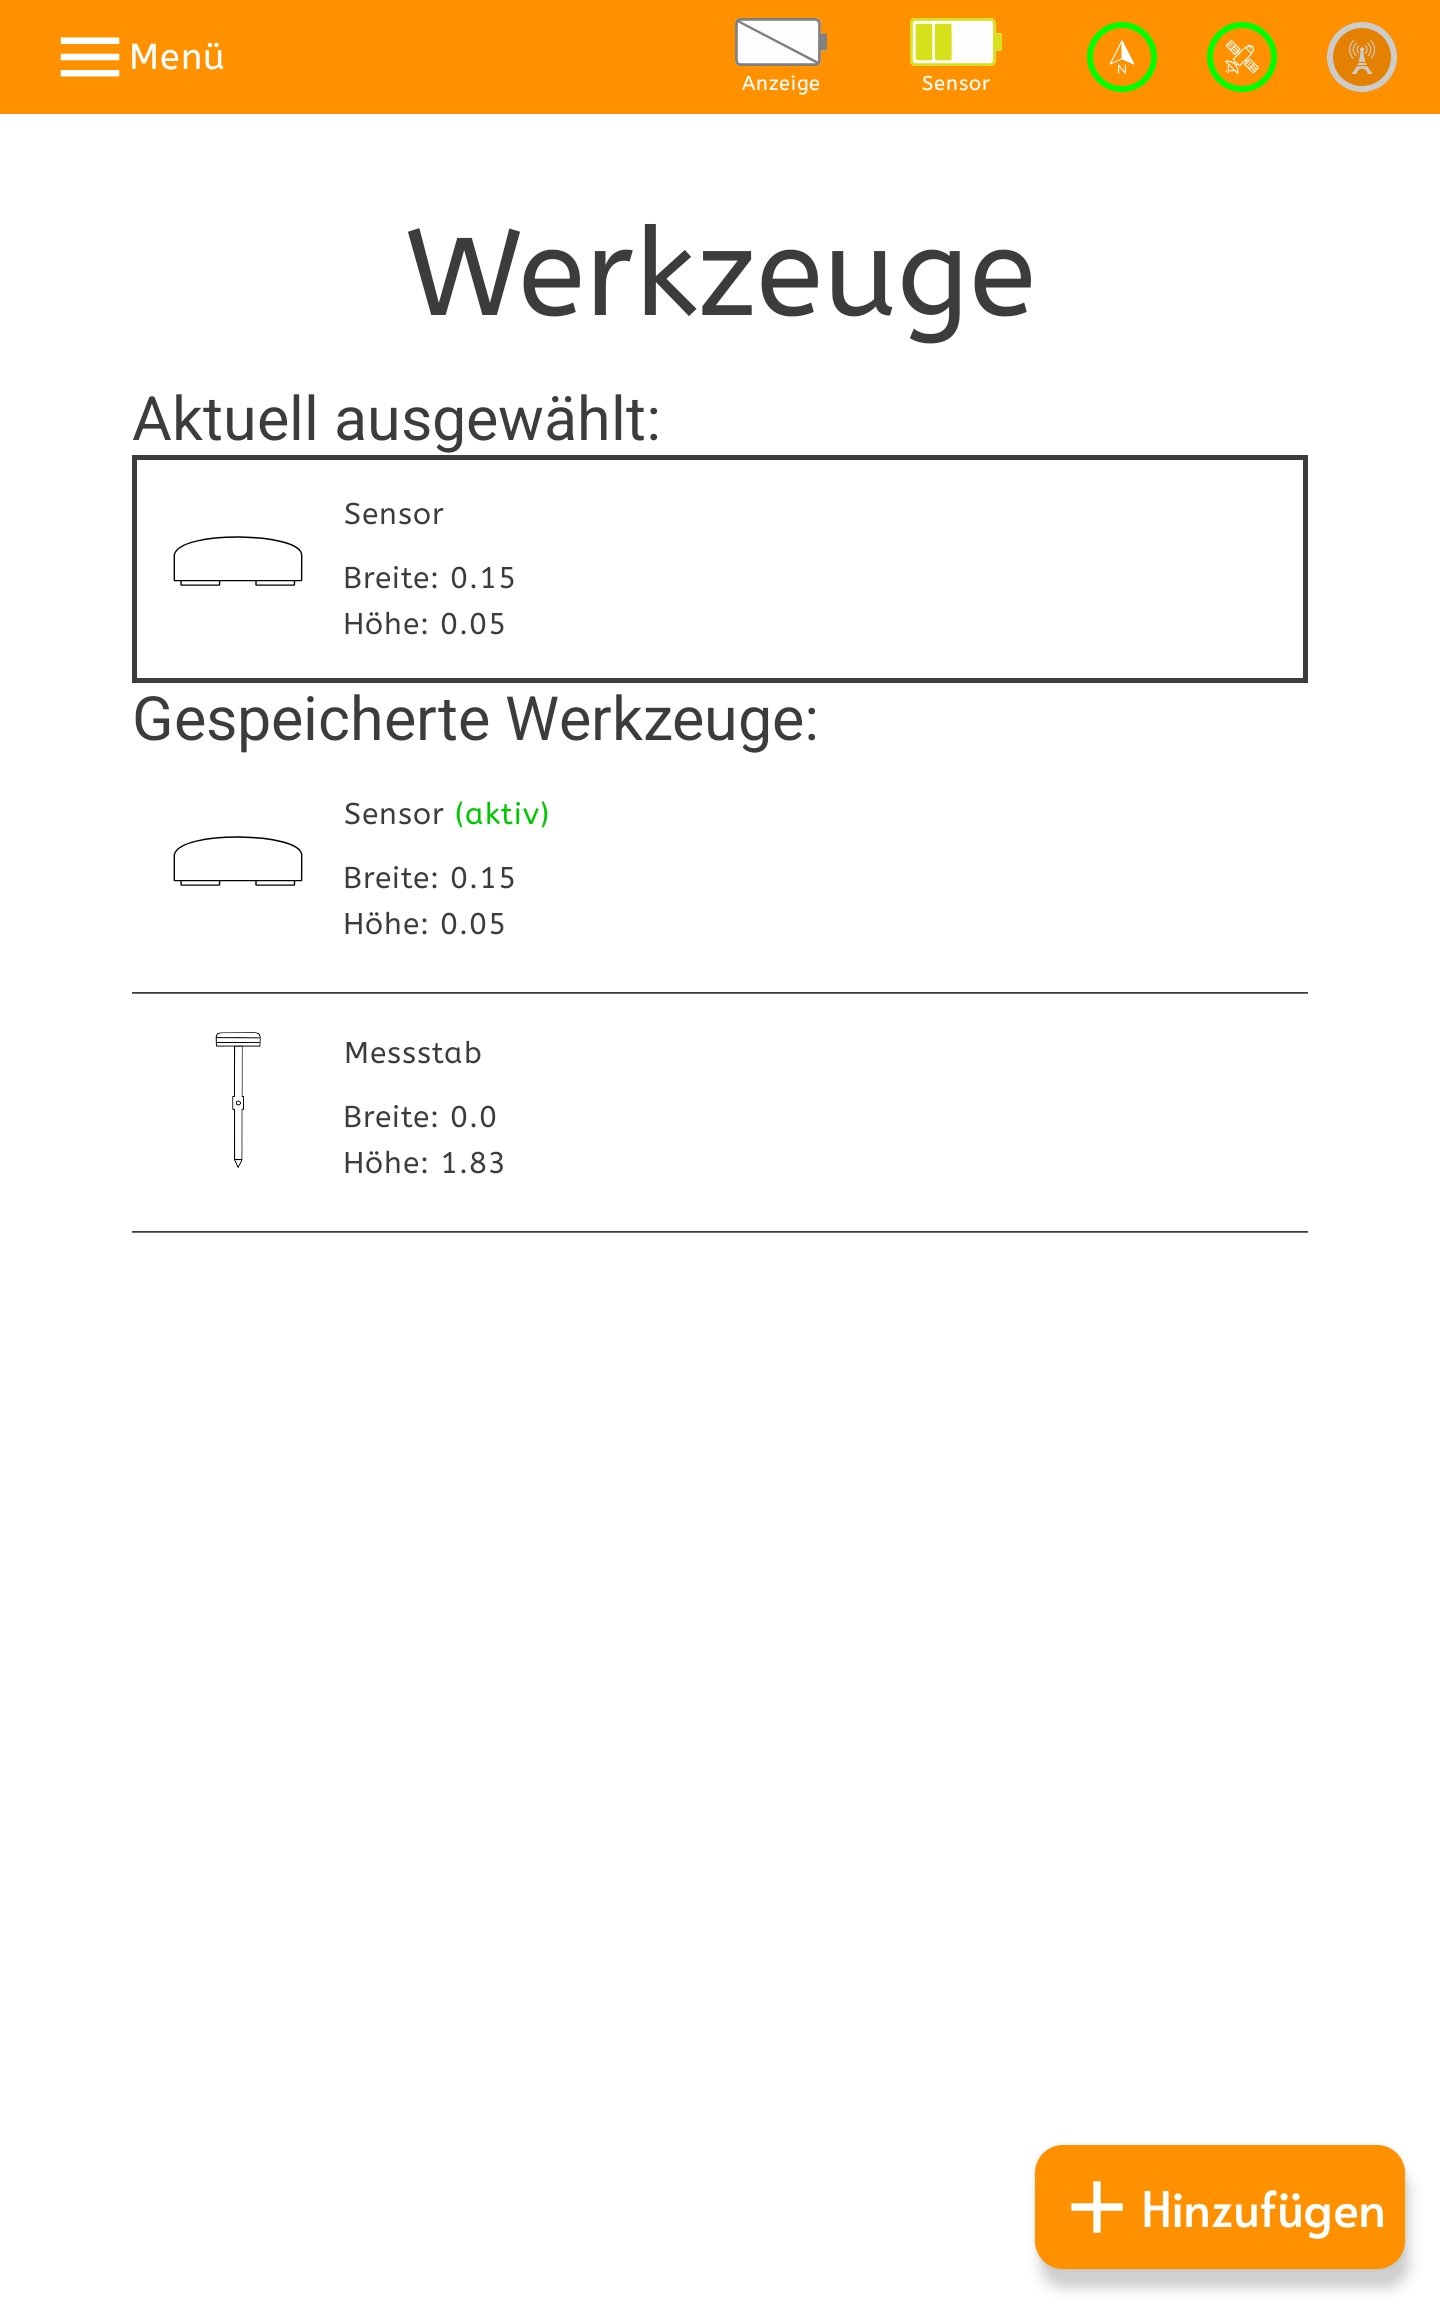 Menü
Anzeige
Sensor
N
Werkzeuge
Aktuell ausgewählt:
Sensor
Breite: 0.15
Höhe: 0.05
Gespeicherte Werkzeuge:
Sensor (aktiv)
Breite: 0.15
Höhe: 0.05
Messstab
Breite: 0.0
Höhe: 1.83
Hinzufügen